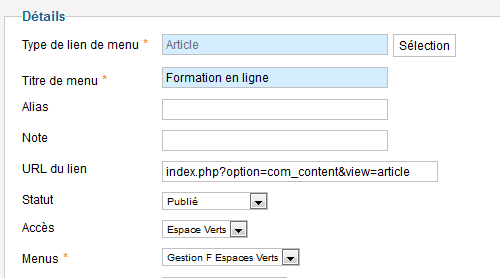 Détails
Type de lien de menu * Article Sélection
Titre de menu * Formation en ligne
Alias
Note
URL du lien index.php?option=com_content&view=article
Statut Publié
Accès Espace Verts
Menus * Gestion F Espaces Verts